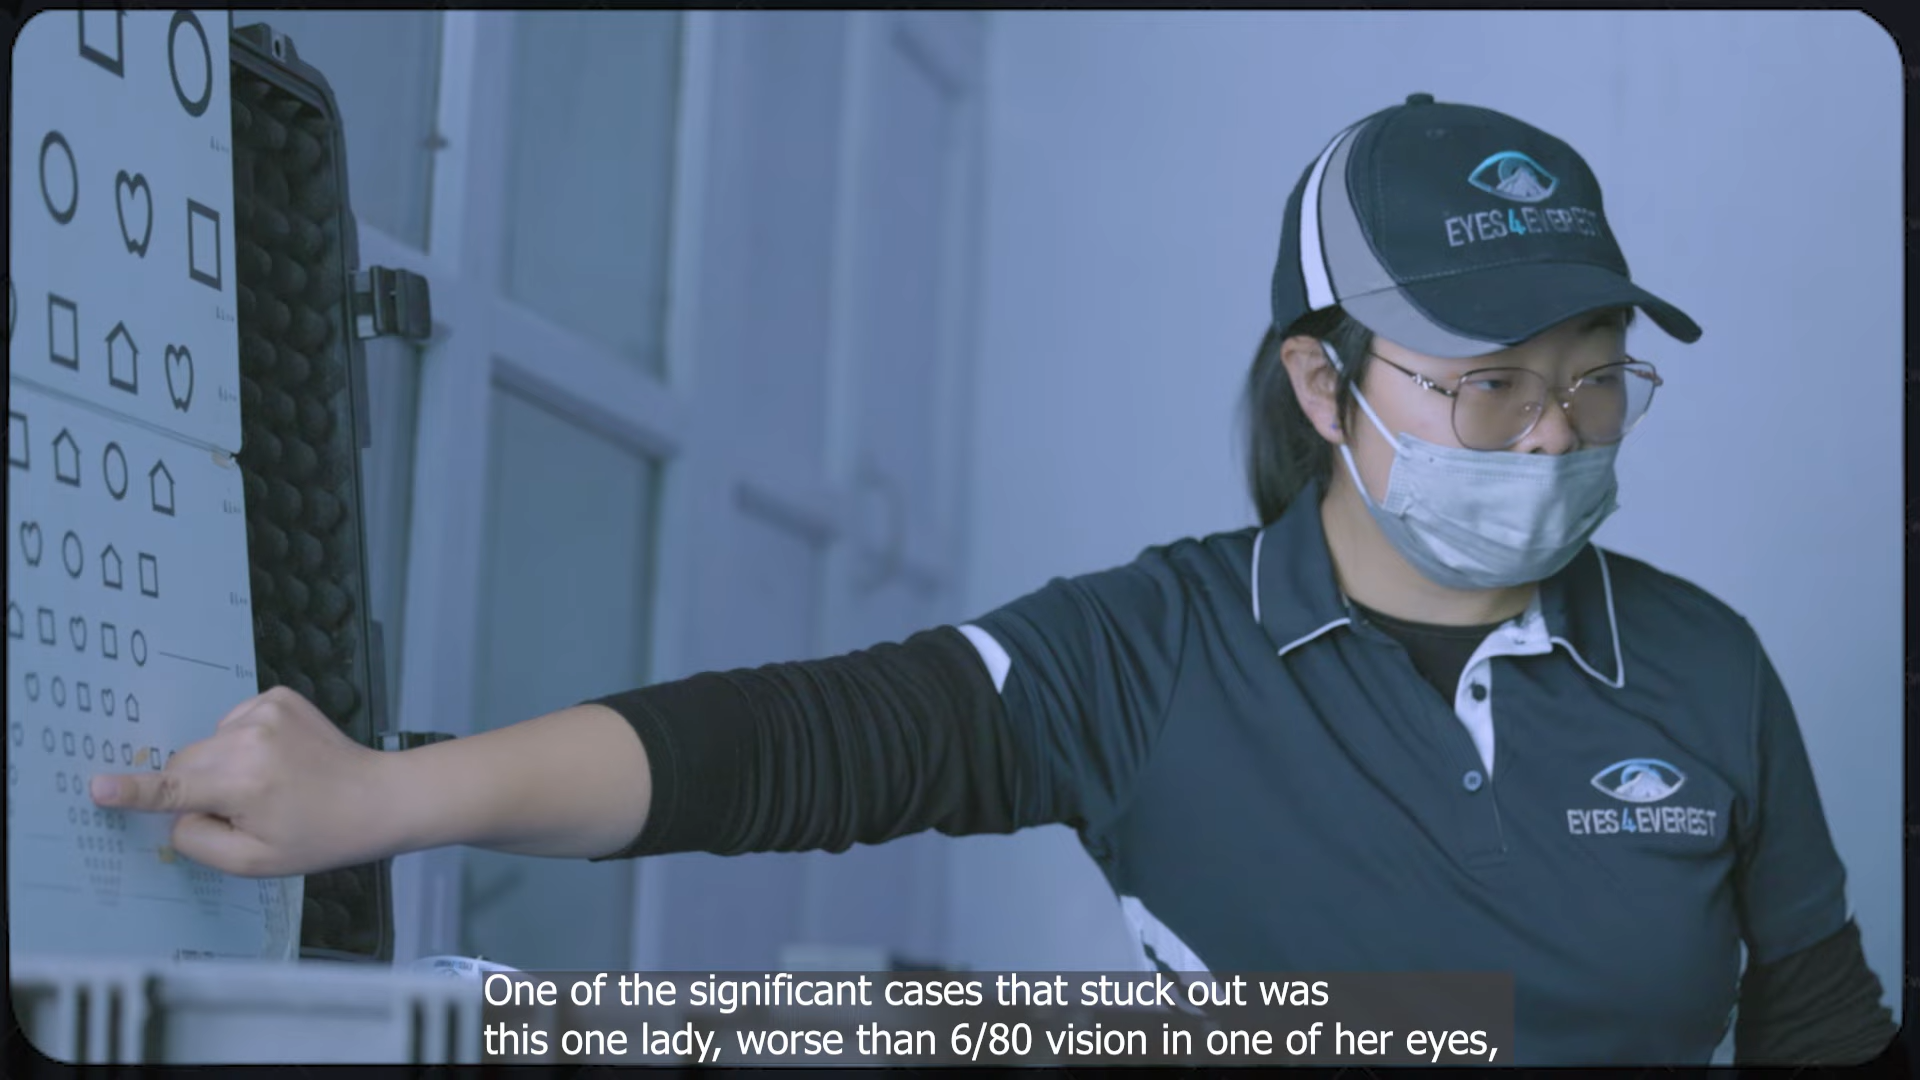 EYES4EVEREST
EYES4EVEREST
One of the significant cases that stuck out was
this one lady, worse than 6/80 vision in one of her eyes,